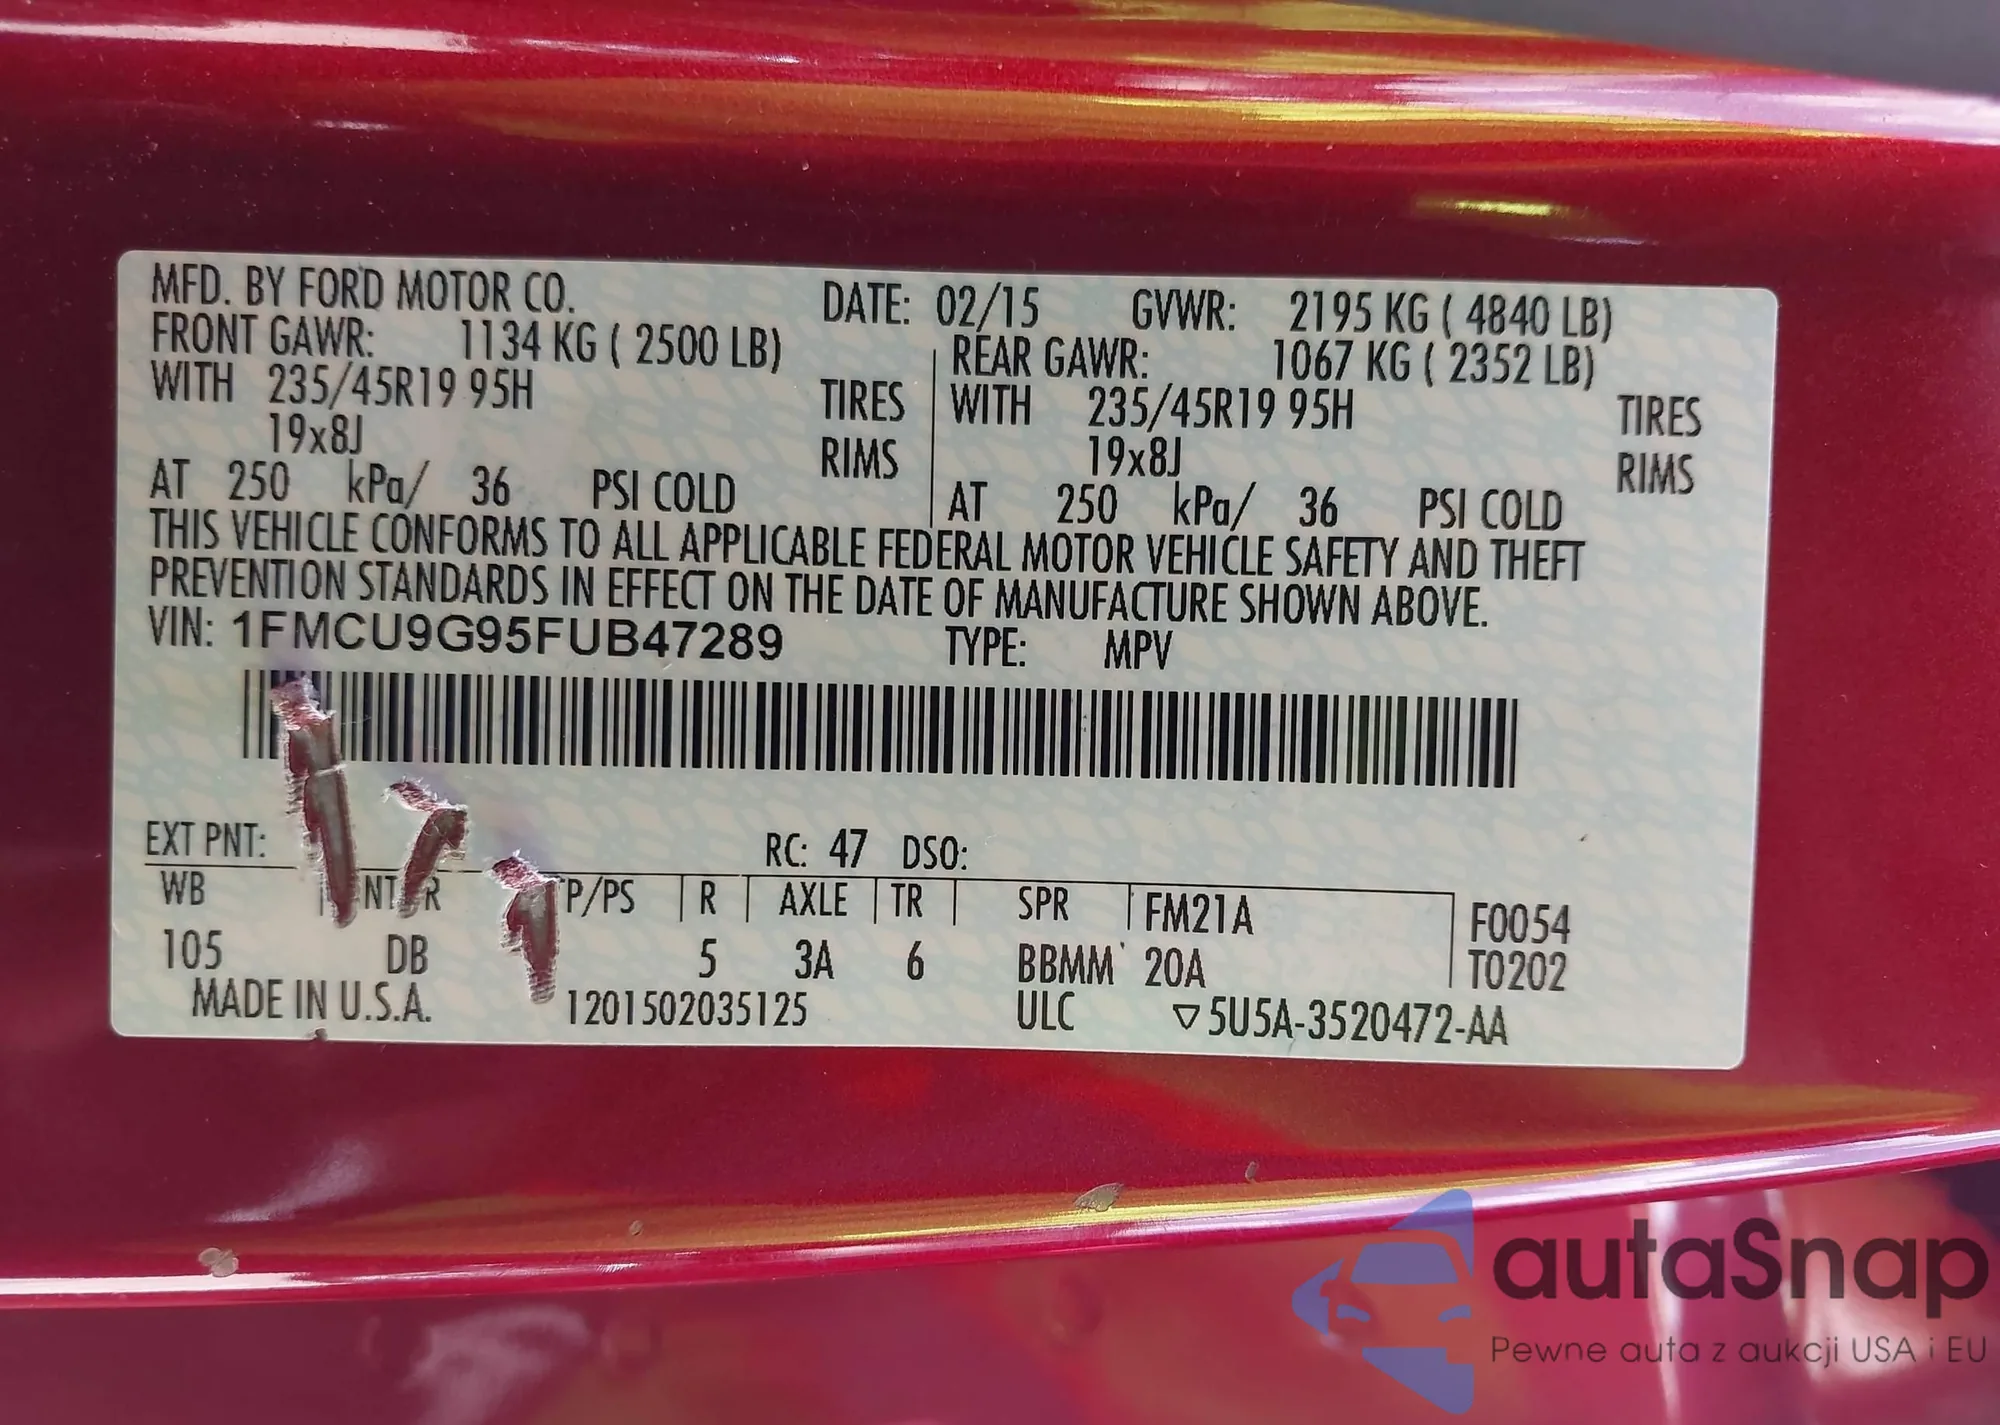 MFD. BY FORD MOTOR CO. DATE: 02/15 GVWR: 2195 KG ( 4840 LB)
FRONT GAWR: 1134 KG ( 2500 LB) REAR GAWR: 1067 KG ( 2352 LB)
WITH 235/45R19 95H TIRES WITH 235/45R19 95H TIRES
19x8J RIMS 19x8J RIMS
AT 250 kPa/ 36 PSI COLD AT 250 kPa/ 36 PSI COLD
THIS VEHICLE CONFORMS TO ALL APPLICABLE FEDERAL MOTOR VEHICLE SAFETY AND THEFT
PREVENTION STANDARDS IN EFFECT ON THE DATE OF MANUFACTURE SHOWN ABOVE.
VIN: 1FMCU9G95FUB47289 TYPE: MPV
EXT PNT: RC: 47 DSO:
WB R AXLE TR SPR FM21A F0054
105 DB 5 3A 6 BBMM 20A T0202
MADE IN U.S.A. 1201502035125 ULC ▽5U5A-3520472-AA
autaSnap
Pewne auta z aukcji USA i EU